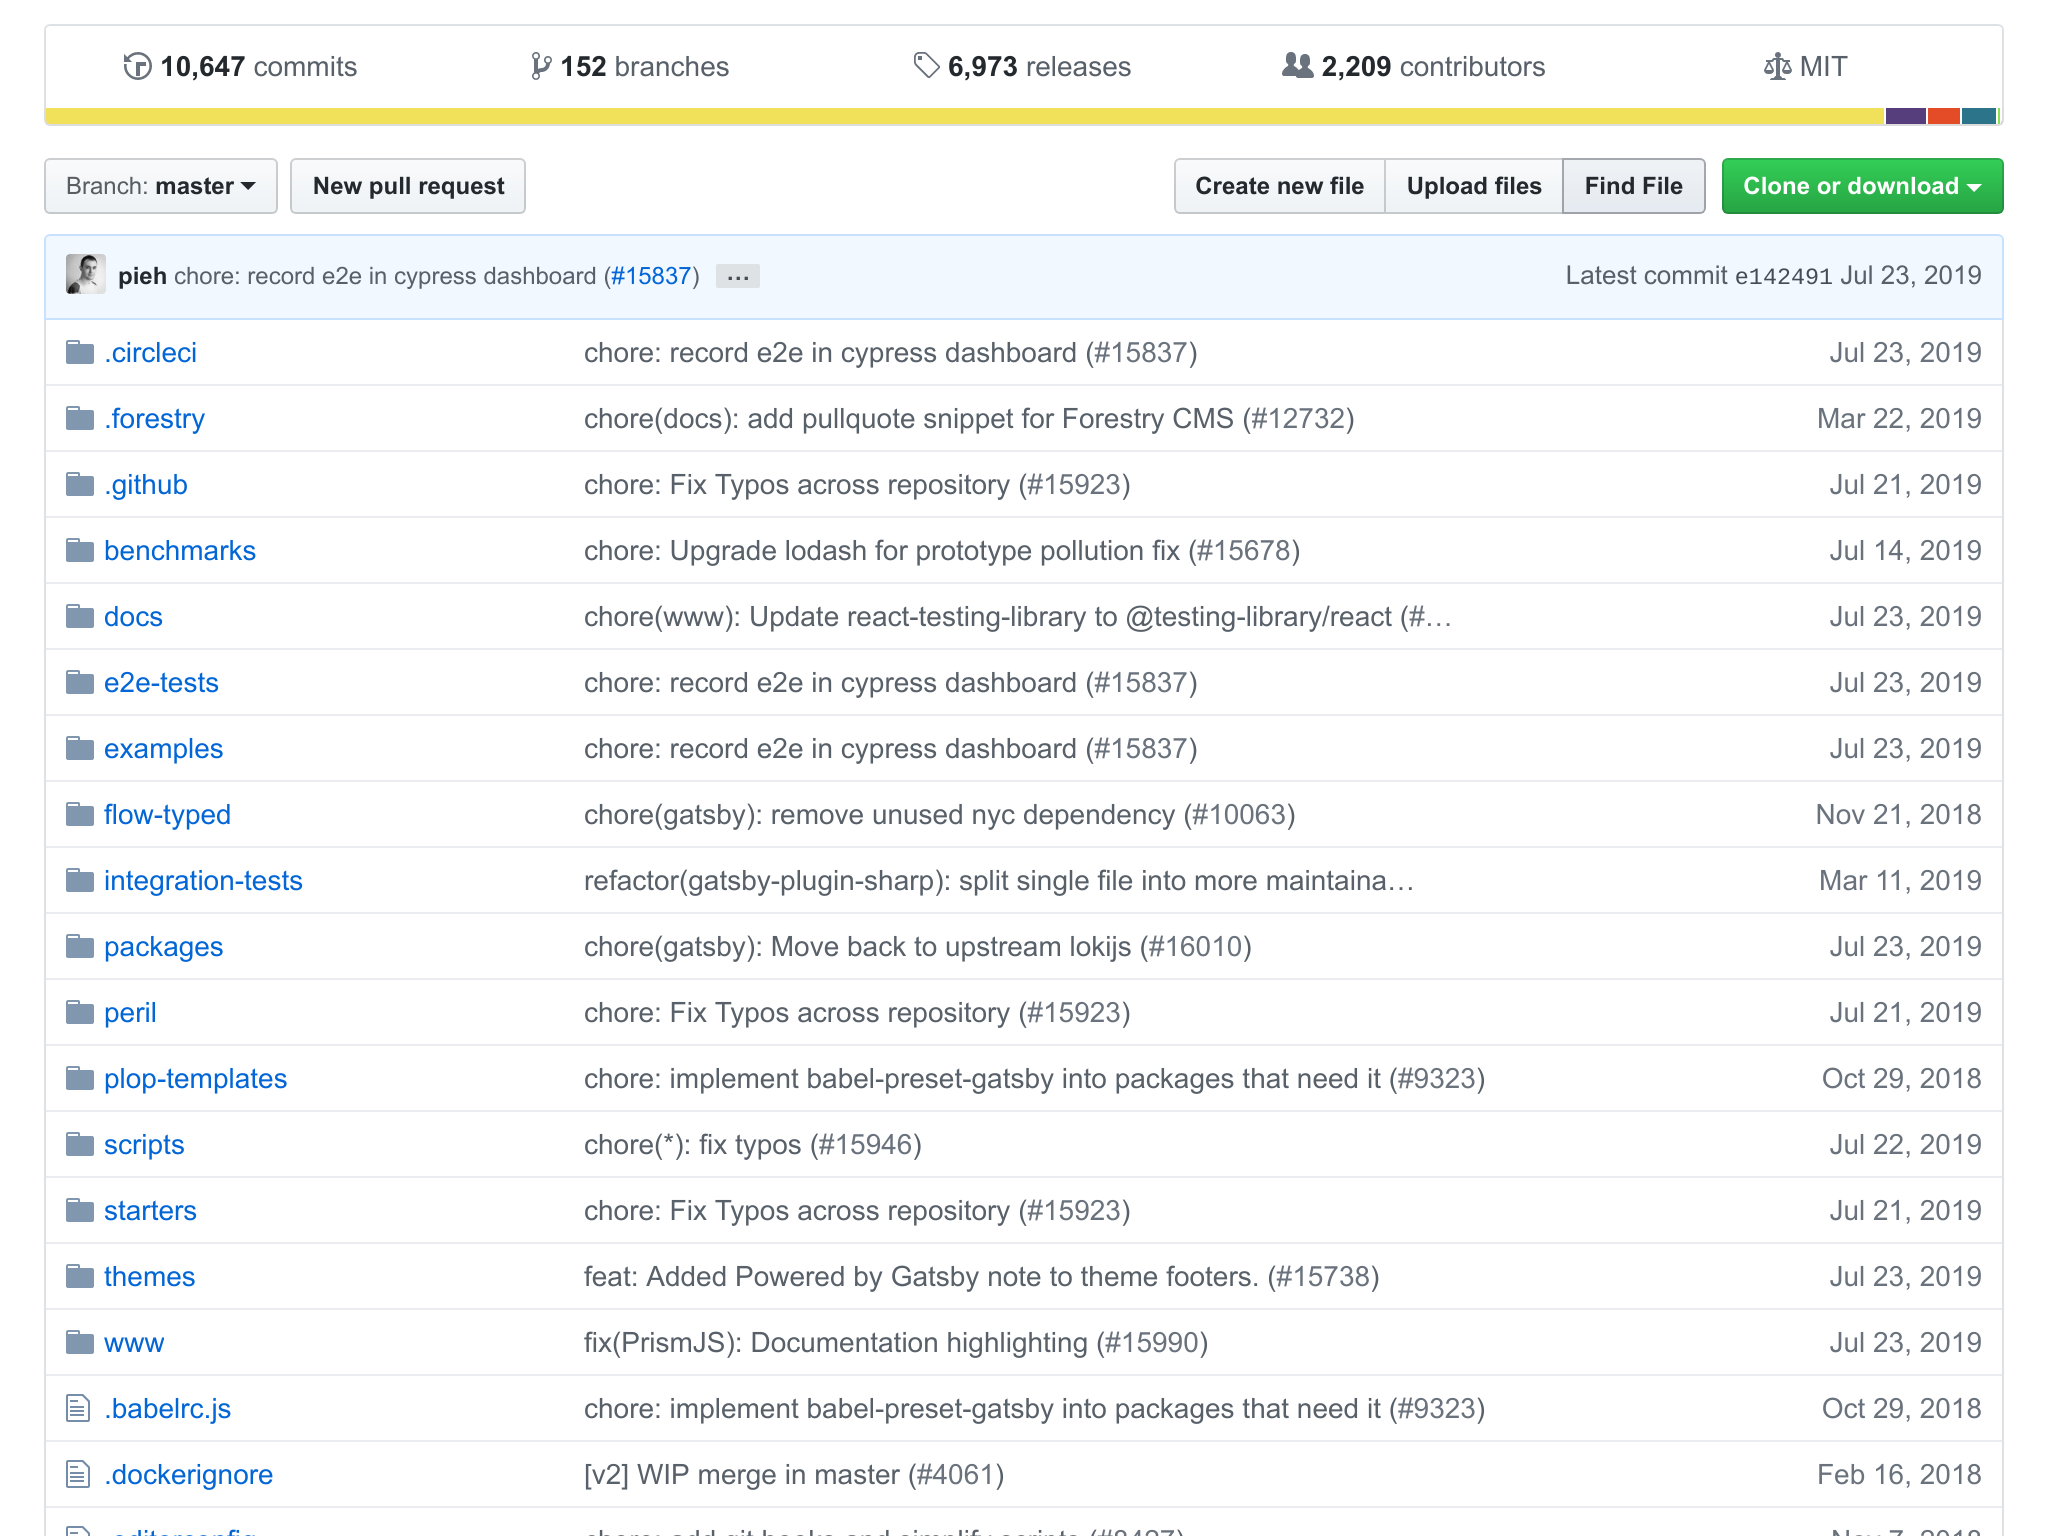 10,647 commits 152 branches 6,973 releases 2,209 contributors MIT
Branch: master New pull request Create new file Upload files Find File Clone or download
pieh chore: record e2e in cypress dashboard (#15837) ... Latest commit e142491 Jul 23, 2019
.circleci chore: record e2e in cypress dashboard (#15837) Jul 23, 2019
.forestry chore(docs): add pullquote snippet for Forestry CMS (#12732) Mar 22, 2019
.github chore: Fix Typos across repository (#15923) Jul 21, 2019
benchmarks chore: Upgrade lodash for prototype pollution fix (#15678) Jul 14, 2019
docs chore(www): Update react-testing-library to @testing-library/react (#… Jul 23, 2019
e2e-tests chore: record e2e in cypress dashboard (#15837) Jul 23, 2019
examples chore: record e2e in cypress dashboard (#15837) Jul 23, 2019
flow-typed chore(gatsby): remove unused nyc dependency (#10063) Nov 21, 2018
integration-tests refactor(gatsby-plugin-sharp): split single file into more maintaina… Mar 11, 2019
packages chore(gatsby): Move back to upstream lokijs (#16010) Jul 23, 2019
peril chore: Fix Typos across repository (#15923) Jul 21, 2019
plop-templates chore: implement babel-preset-gatsby into packages that need it (#9323) Oct 29, 2018
scripts chore(*): fix typos (#15946) Jul 22, 2019
starters chore: Fix Typos across repository (#15923) Jul 21, 2019
themes feat: Added Powered by Gatsby note to theme footers. (#15738) Jul 23, 2019
www fix(PrismJS): Documentation highlighting (#15990) Jul 23, 2019
.babelrc.js chore: implement babel-preset-gatsby into packages that need it (#9323) Oct 29, 2018
.dockerignore [v2] WIP merge in master (#4061) Feb 16, 2018
.editorconfig chore: add git hooks and simplify scripts